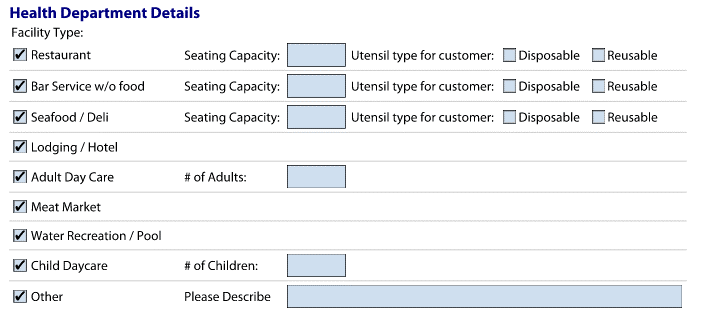 Health Department Details
Facility Type:
Restaurant Seating Capacity: Utensil type for customer: Disposable Reusable
Bar Service w/o food Seating Capacity: Utensil type for customer: Disposable Reusable
Seafood / Deli Seating Capacity: Utensil type for customer: Disposable Reusable
Lodging / Hotel
Adult Day Care # of Adults:
Meat Market
Water Recreation / Pool
Child Daycare # of Children:
Other Please Describe